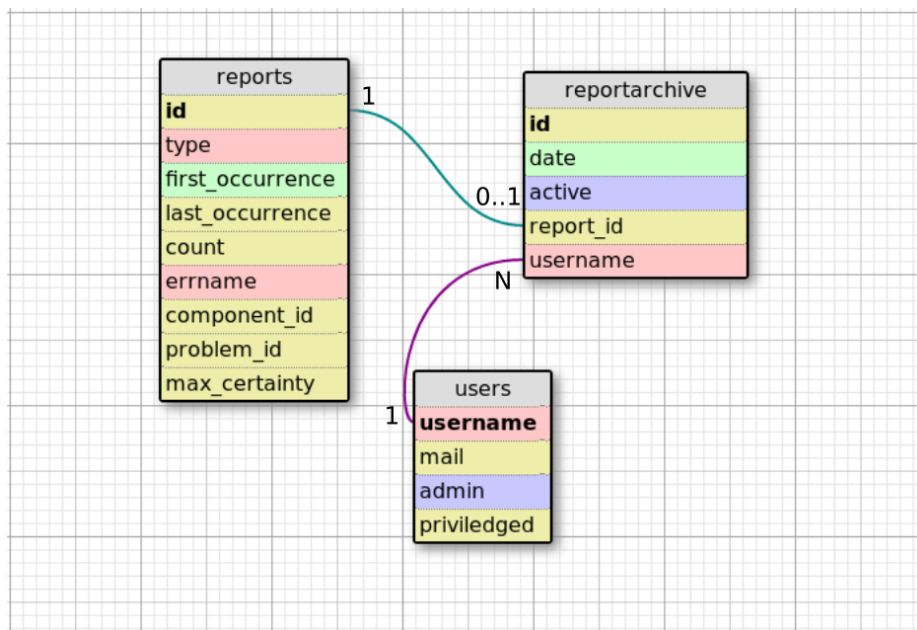 reports
id
type
first_occurrence
last_occurrence
count
errname
component_id
problem_id
max_certainty
1
0..1
reportarchive
id
date
active
report_id
username
N
1
users
username
mail
admin
priviledged